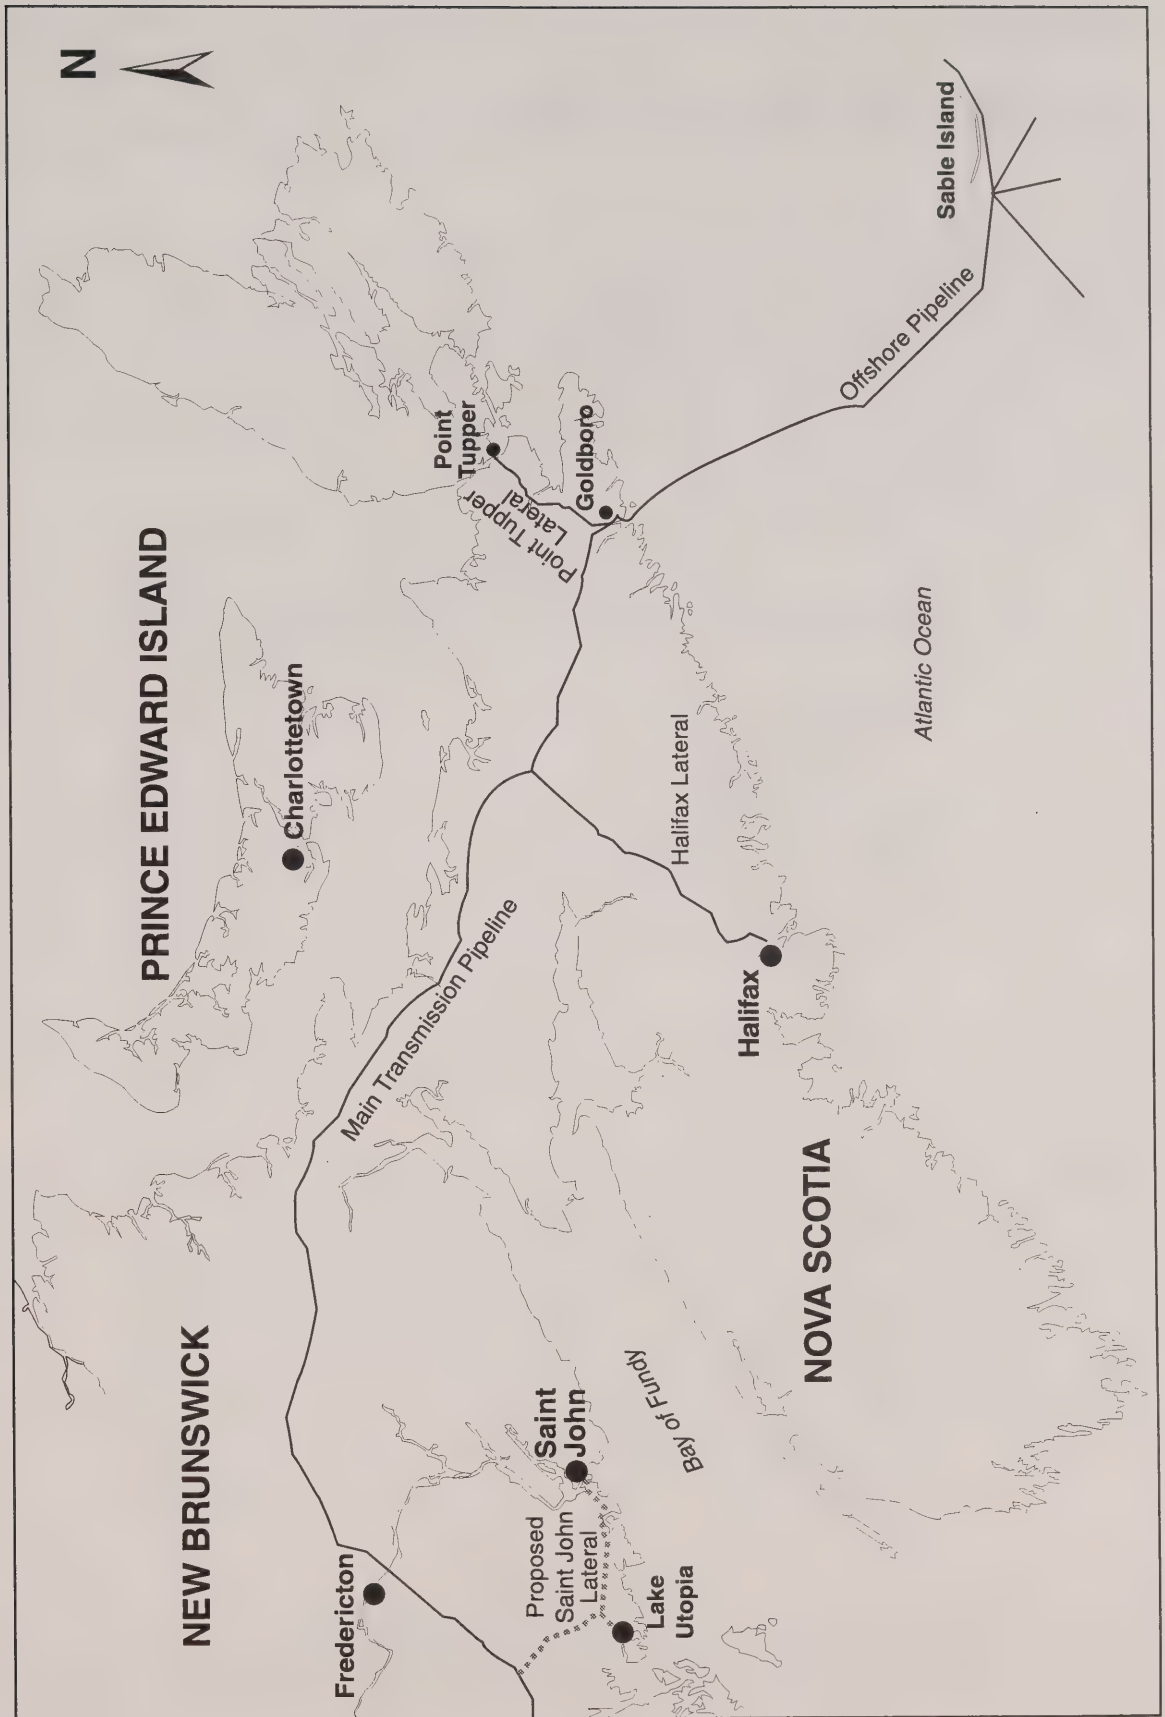 N
PRINCE EDWARD ISLAND
NEW BRUNSWICK
Charlottetown
Fredericton
Main Transmission Pipeline
Point
Tupper
Point Tupper
Lateral
Goldboro
Saint
John
Proposed
Saint John
Lateral
Lake
Utopia
Bay of Fundy
Halifax Lateral
Halifax
NOVA SCOTIA
Atlantic Ocean
Offshore Pipeline
Sable Island